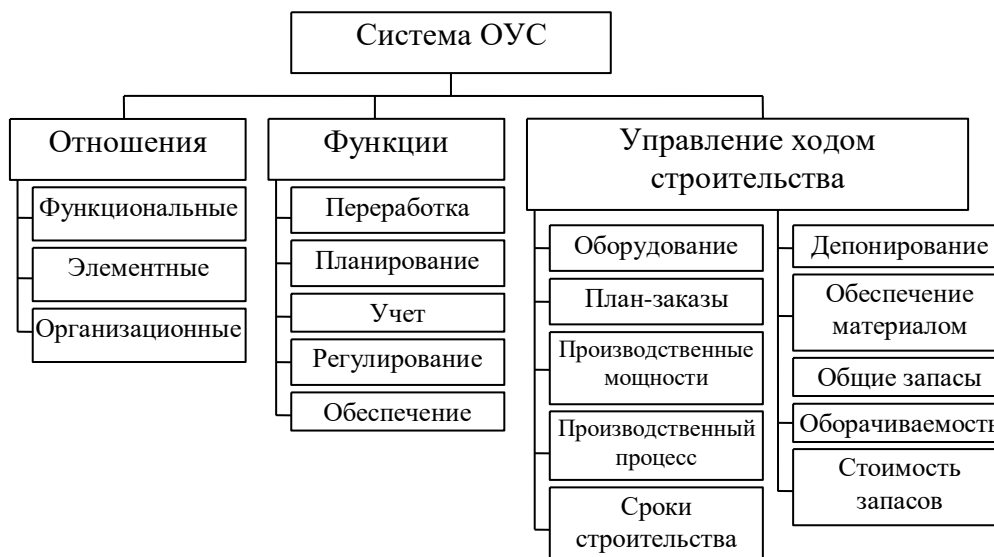 Система ОУС
Отношения
Функциональные
Элементные
Организационные
Функции
Переработка
Планирование
Учет
Регулирование
Обеспечение
Управление ходом
строительства
Оборудование
План-заказы
Производственные
мощности
Производственный
процесс
Сроки
строительства
Депонирование
Обеспечение
материалом
Общие запасы
Оборачиваемость
Стоимость
запасов